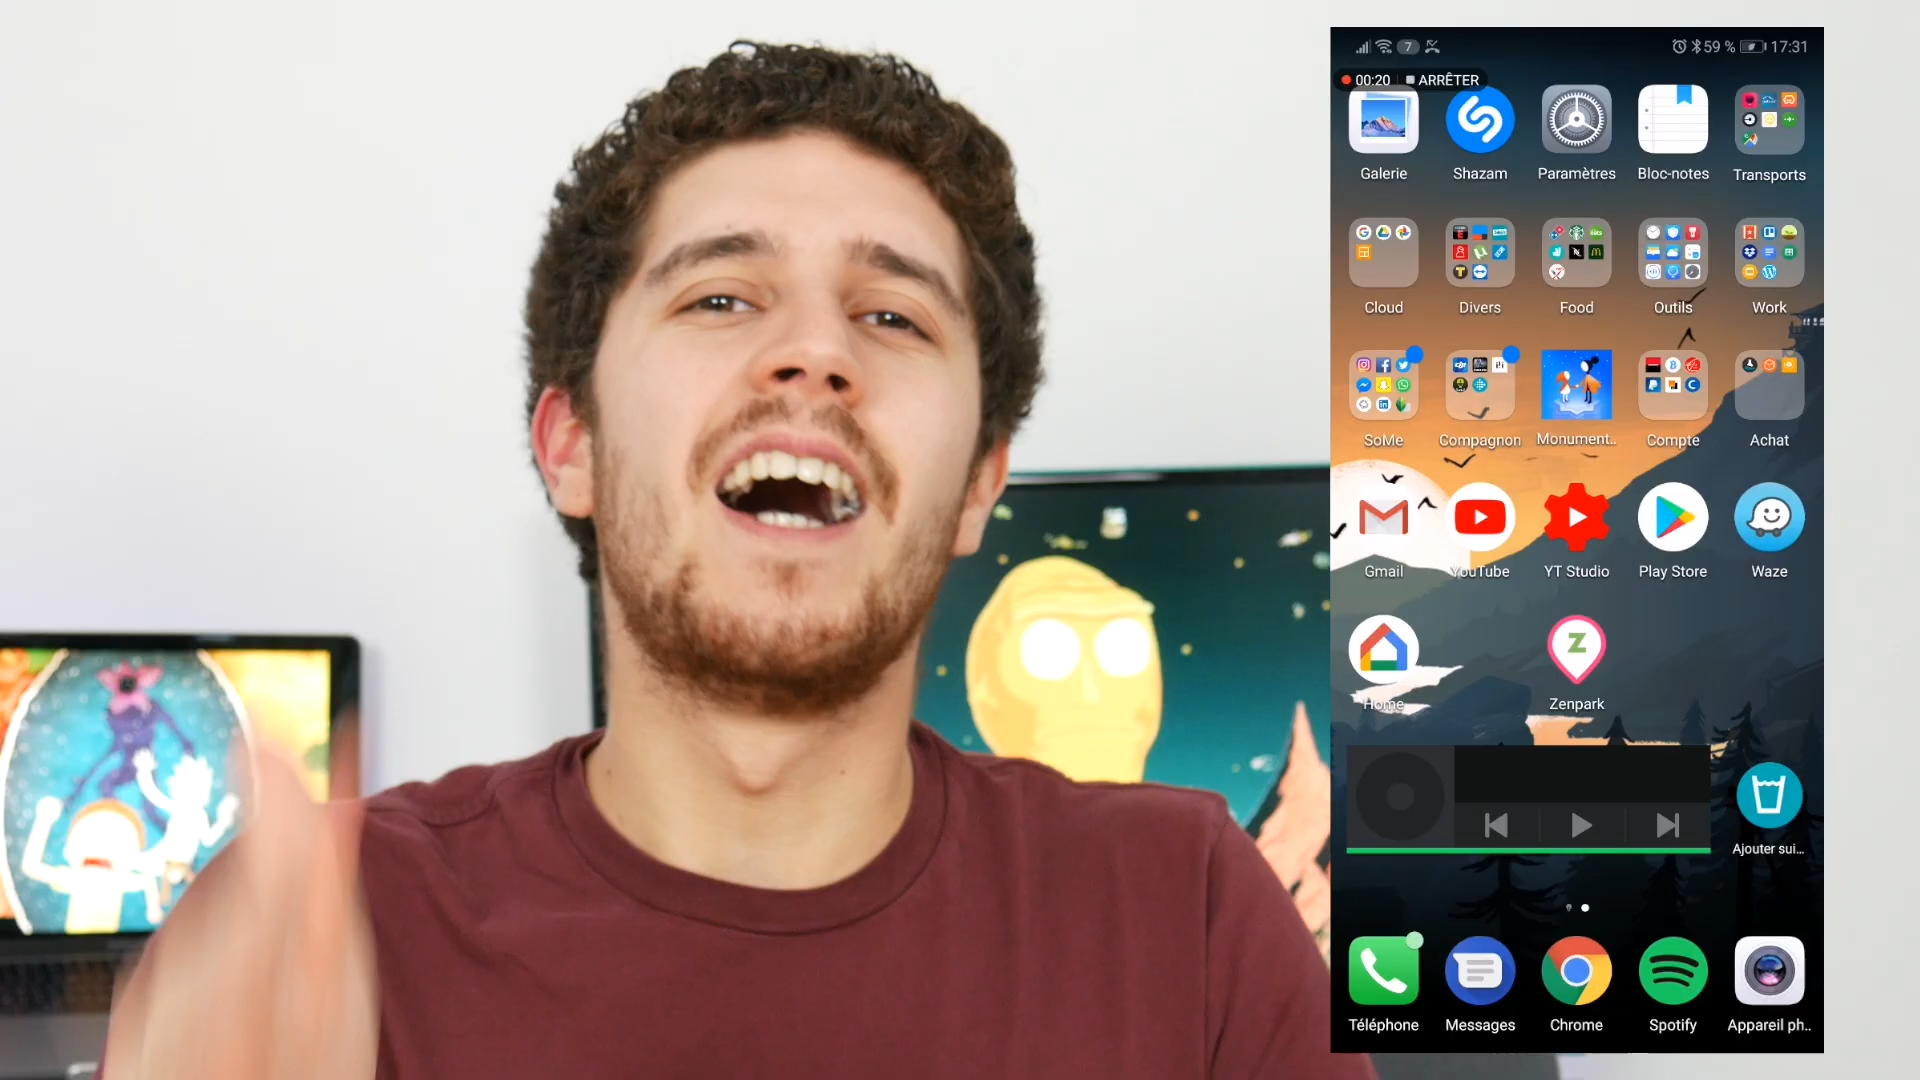 7
59 % 17:31
00:20 ARRÊTER
Galerie Shazam Paramètres Bloc-notes Transports
Cloud Divers Food Outils Work
SoMe Compagnon Monument.. Compte Achat
Gmail YouTube YT Studio Play Store Waze
Home Zenpark
Ajouter sui...
Téléphone Messages Chrome Spotify Appareil ph..